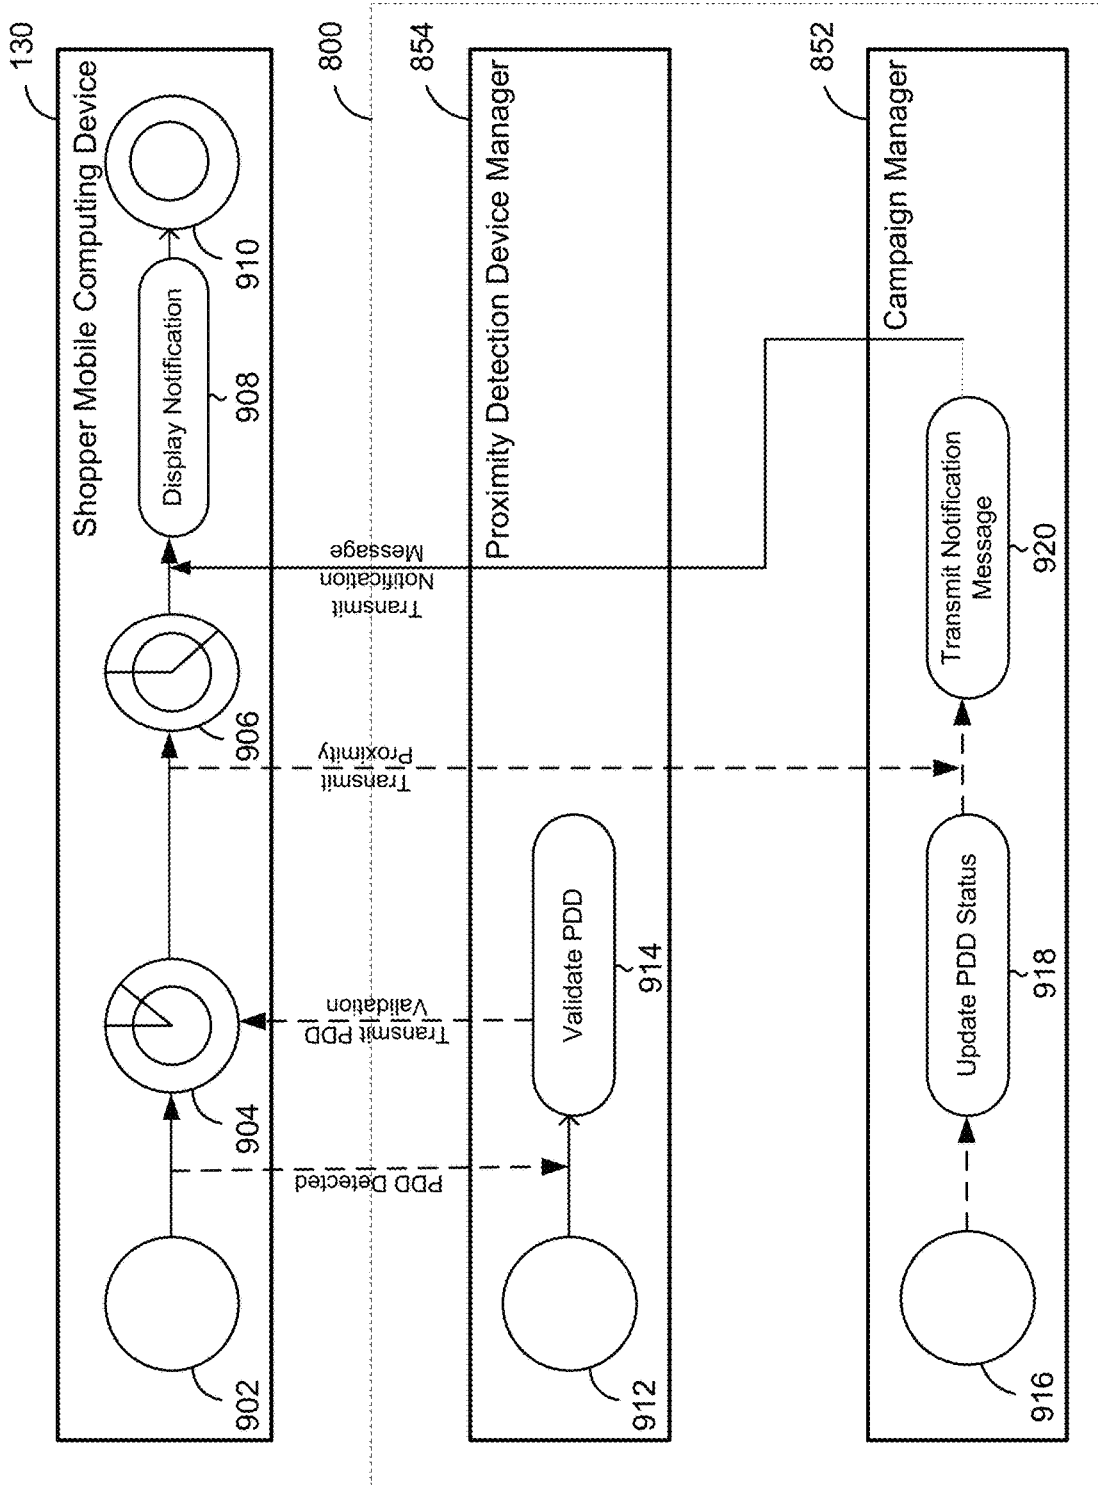 130
Shopper Mobile Computing Device
902
904
906
Display Notification
908
910
PDD Detected
Transmit PDD
Validation
Transmit
Proximity
Transmit
Notification
Message
800
854
Proximity Detection Device Manager
912
Validate PDD
914
852
Campaign Manager
916
Update PDD Status
918
Transmit Notification
Message
920